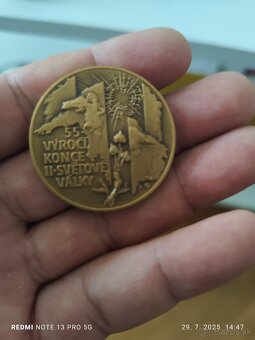 55.
VÝROČÍ
KONCE
II. SVĚTOVÉ
VÁLKY
REDMI NOTE 13 PRO 5G
29. 7. 2025 14:47